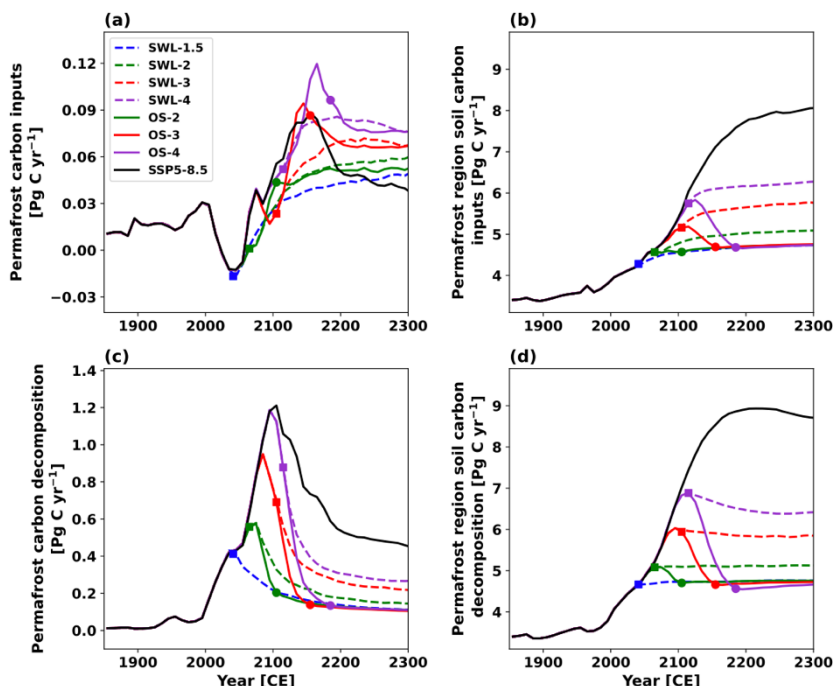 (a)
Permafrost carbon inputs
[Pg C yr⁻¹]
0.12
0.09
0.06
0.03
0.00
−0.03
SWL-1.5
SWL-2
SWL-3
SWL-4
OS-2
OS-3
OS-4
SSP5-8.5
1900
2000
2100
2200
2300
(b)
Permafrost region soil carbon
inputs [Pg C yr⁻¹]
9
8
7
6
5
4
1900
2000
2100
2200
2300
(c)
Permafrost carbon decomposition
[Pg C yr⁻¹]
1.4
1.2
1.0
0.8
0.6
0.4
0.2
0.0
1900
2000
2100
2200
2300
Year [CE]
(d)
Permafrost region soil carbon
decomposition [Pg C yr⁻¹]
9
8
7
6
5
4
1900
2000
2100
2200
2300
Year [CE]